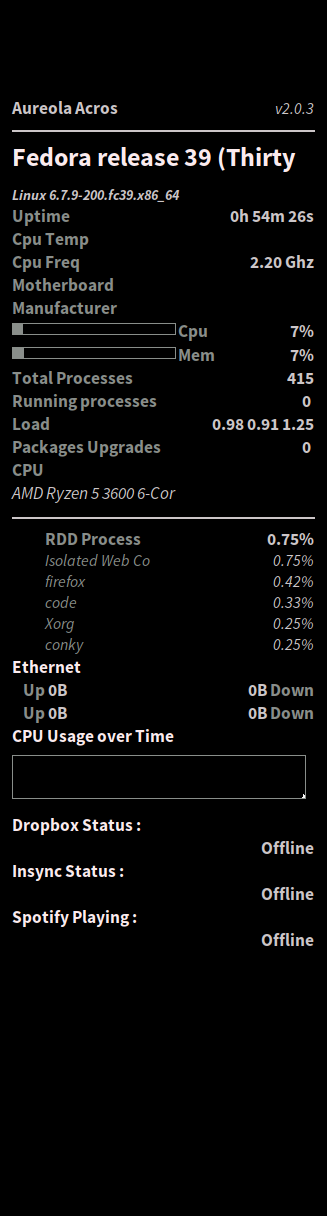 Aureola Acros v2.0.3
Fedora release 39 (Thirty
Linux 6.7.9-200.fc39.x86_64
Uptime 0h 54m 26s
Cpu Temp
Cpu Freq 2.20 Ghz
Motherboard
Manufacturer
Cpu 7%
Mem 7%
Total Processes 415
Running processes 0
Load 0.98 0.91 1.25
Packages Upgrades 0
CPU
AMD Ryzen 5 3600 6-Cor
RDD Process 0.75%
Isolated Web Co 0.75%
firefox 0.42%
code 0.33%
Xorg 0.25%
conky 0.25%
Ethernet
Up 0B 0B Down
Up 0B 0B Down
CPU Usage over Time
Dropbox Status :
Offline
Insync Status :
Offline
Spotify Playing :
Offline